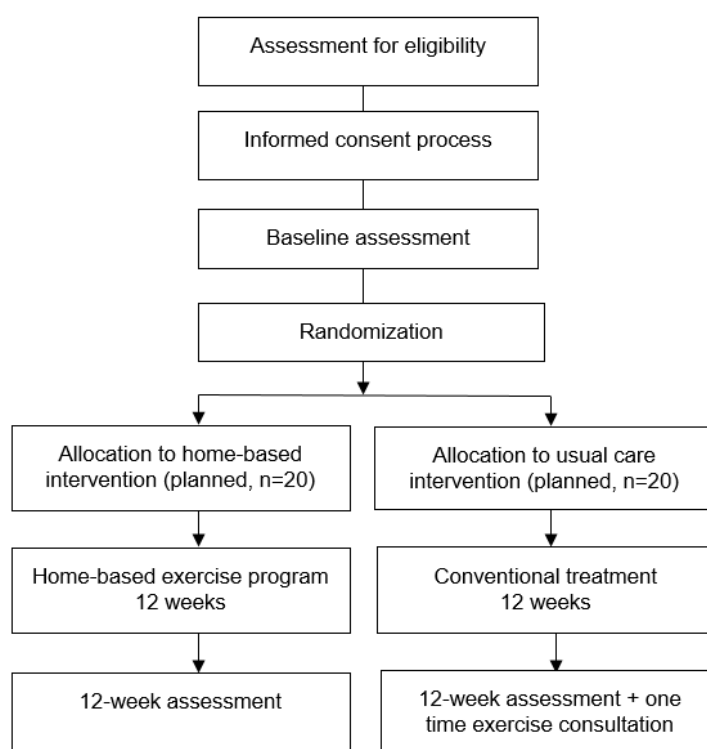 Assessment for eligibility
Informed consent process
Baseline assessment
Randomization
Allocation to home-based
intervention (planned, n=20)
Allocation to usual care
intervention (planned, n=20)
Home-based exercise program
12 weeks
Conventional treatment
12 weeks
12-week assessment
12-week assessment + one
time exercise consultation